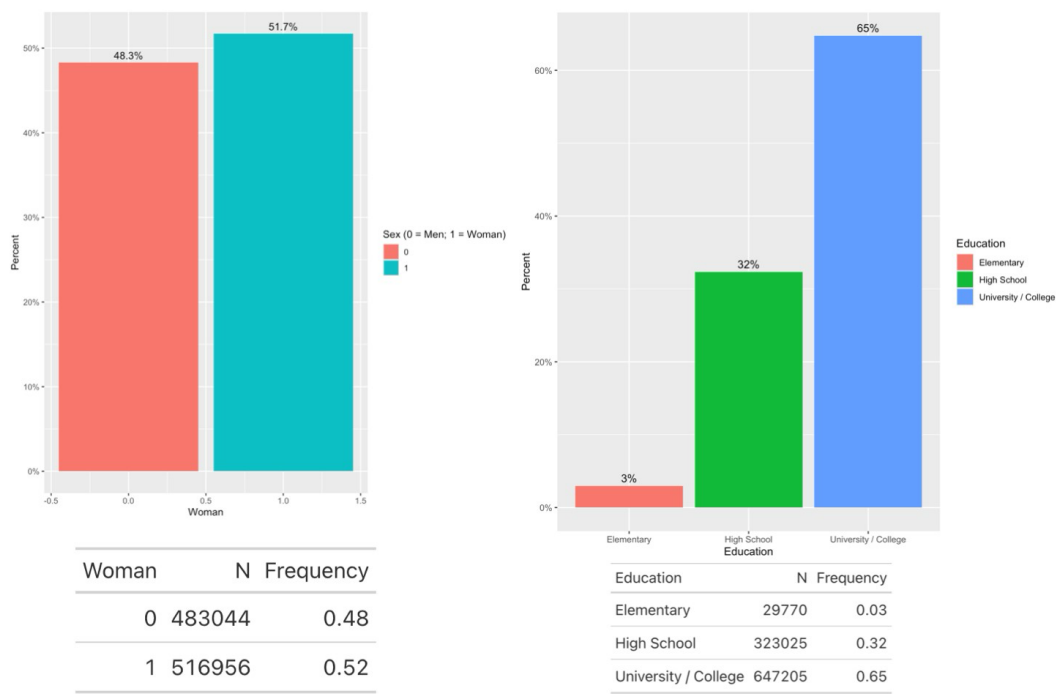 51.7%
48.3%
50%
40%
30%
20%
10%
0%
Percent
-0.5 0.0 0.5 1.0 1.5
Woman
Sex (0 = Men; 1 = Woman)
0
1
65%
60%
40%
32%
20%
3%
0%
Percent
Elementary High School University / College
Education
Education
Elementary
High School
University / College
Woman N Frequency
0 483044 0.48
1 516956 0.52
Education N Frequency
Elementary 29770 0.03
High School 323025 0.32
University / College 647205 0.65